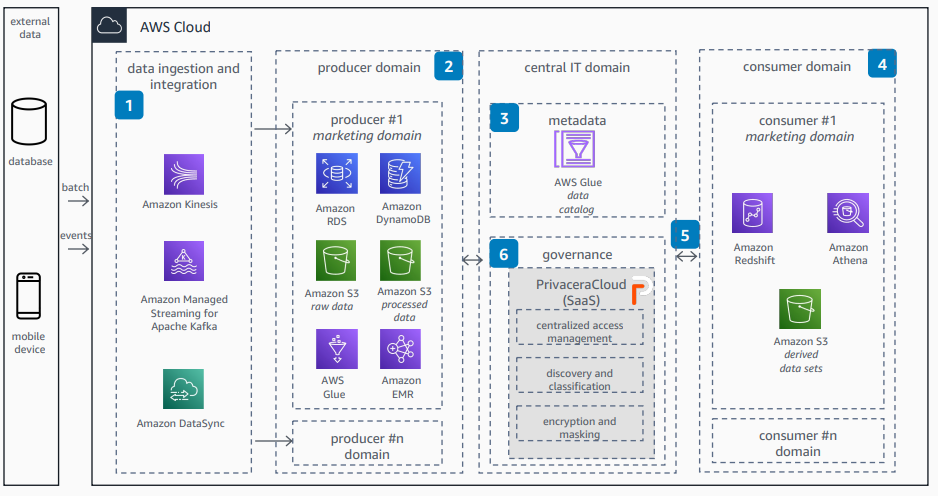 external
data
database
mobile
device
batch
events
AWS Cloud
data ingestion and
integration
1
Amazon Kinesis
Amazon Managed
Streaming for
Apache Kafka
Amazon DataSync
producer domain
2
producer #1
marketing domain
Amazon
RDS
Amazon
DynamoDB
Amazon S3
raw data
Amazon S3
processed
data
AWS
Glue
Amazon
EMR
producer #n
domain
central IT domain
3
metadata
AWS Glue
data
catalog
6
governance
PrivaceraCloud
(SaaS)
centralized access
management
discovery and
classification
encryption and
masking
5
consumer domain
4
consumer #1
marketing domain
Amazon
Redshift
Amazon
Athena
Amazon S3
derived
data sets
consumer #n
domain